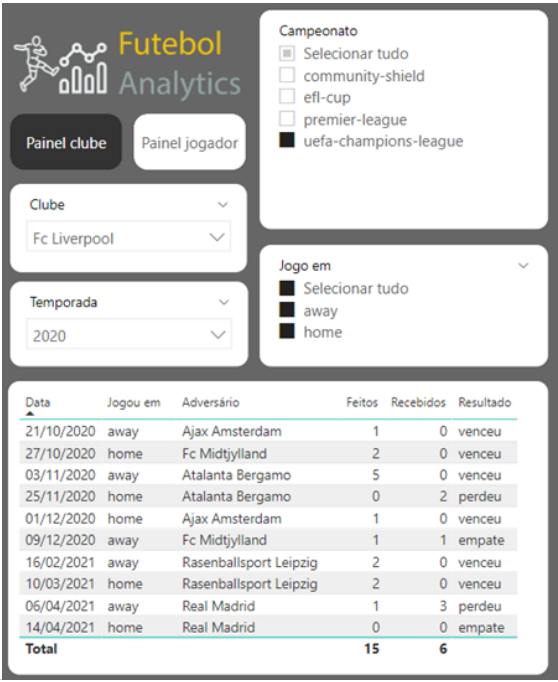 Futebol
Analytics
Painel clube
Painel jogador
Clube
Fc Liverpool
Temporada
2020
Campeonato
Selecionar tudo
community-shield
efl-cup
premier-league
uefa-champions-league
Jogo em
Selecionar tudo
away
home
Data Jogou em Adversário Feitos Recebidos Resultado
21/10/2020 away Ajax Amsterdam 1 0 venceu
27/10/2020 home Fc Midtjylland 2 0 venceu
03/11/2020 away Atalanta Bergamo 5 0 venceu
25/11/2020 home Atalanta Bergamo 0 2 perdeu
01/12/2020 home Ajax Amsterdam 1 0 venceu
09/12/2020 away Fc Midtjylland 1 1 empate
16/02/2021 away Rasenballsport Leipzig 2 0 venceu
10/03/2021 home Rasenballsport Leipzig 2 0 venceu
06/04/2021 away Real Madrid 1 3 perdeu
14/04/2021 home Real Madrid 0 0 empate
Total 15 6